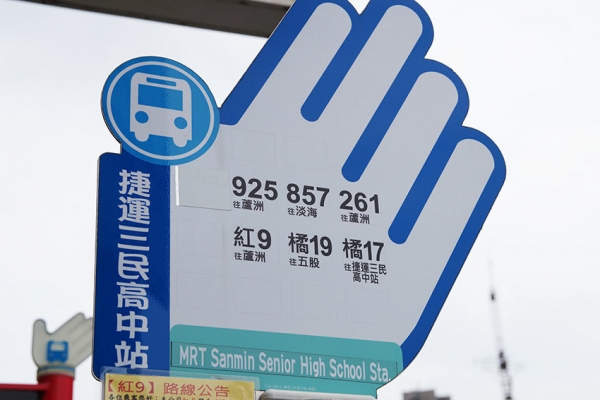 捷運三民高中站
925 857 261
往蘆洲 往淡海 往蘆洲
紅9 橘19 橘17
往蘆洲 往五股 往捷運三民
高中站
MRT Sanmin Senior High School Sta.
【紅9】路線公告